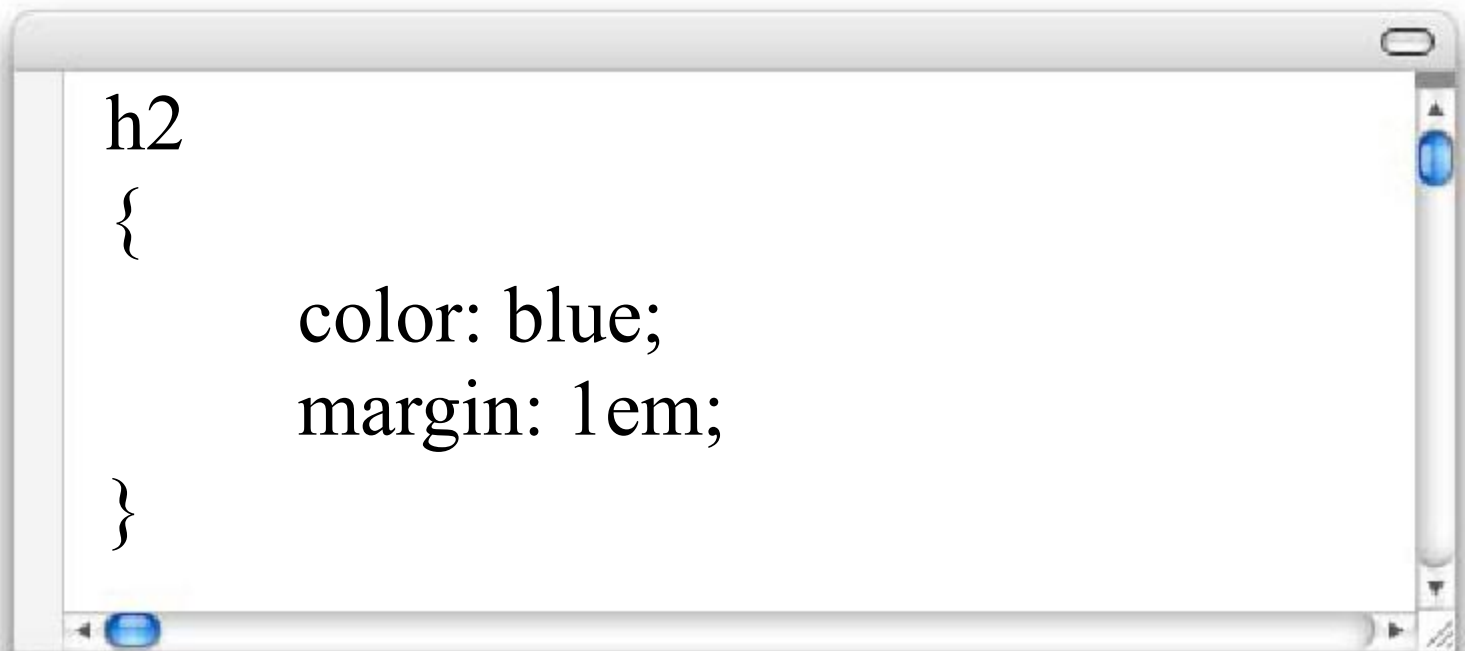 h2
{
color: blue;
margin: 1em;
}